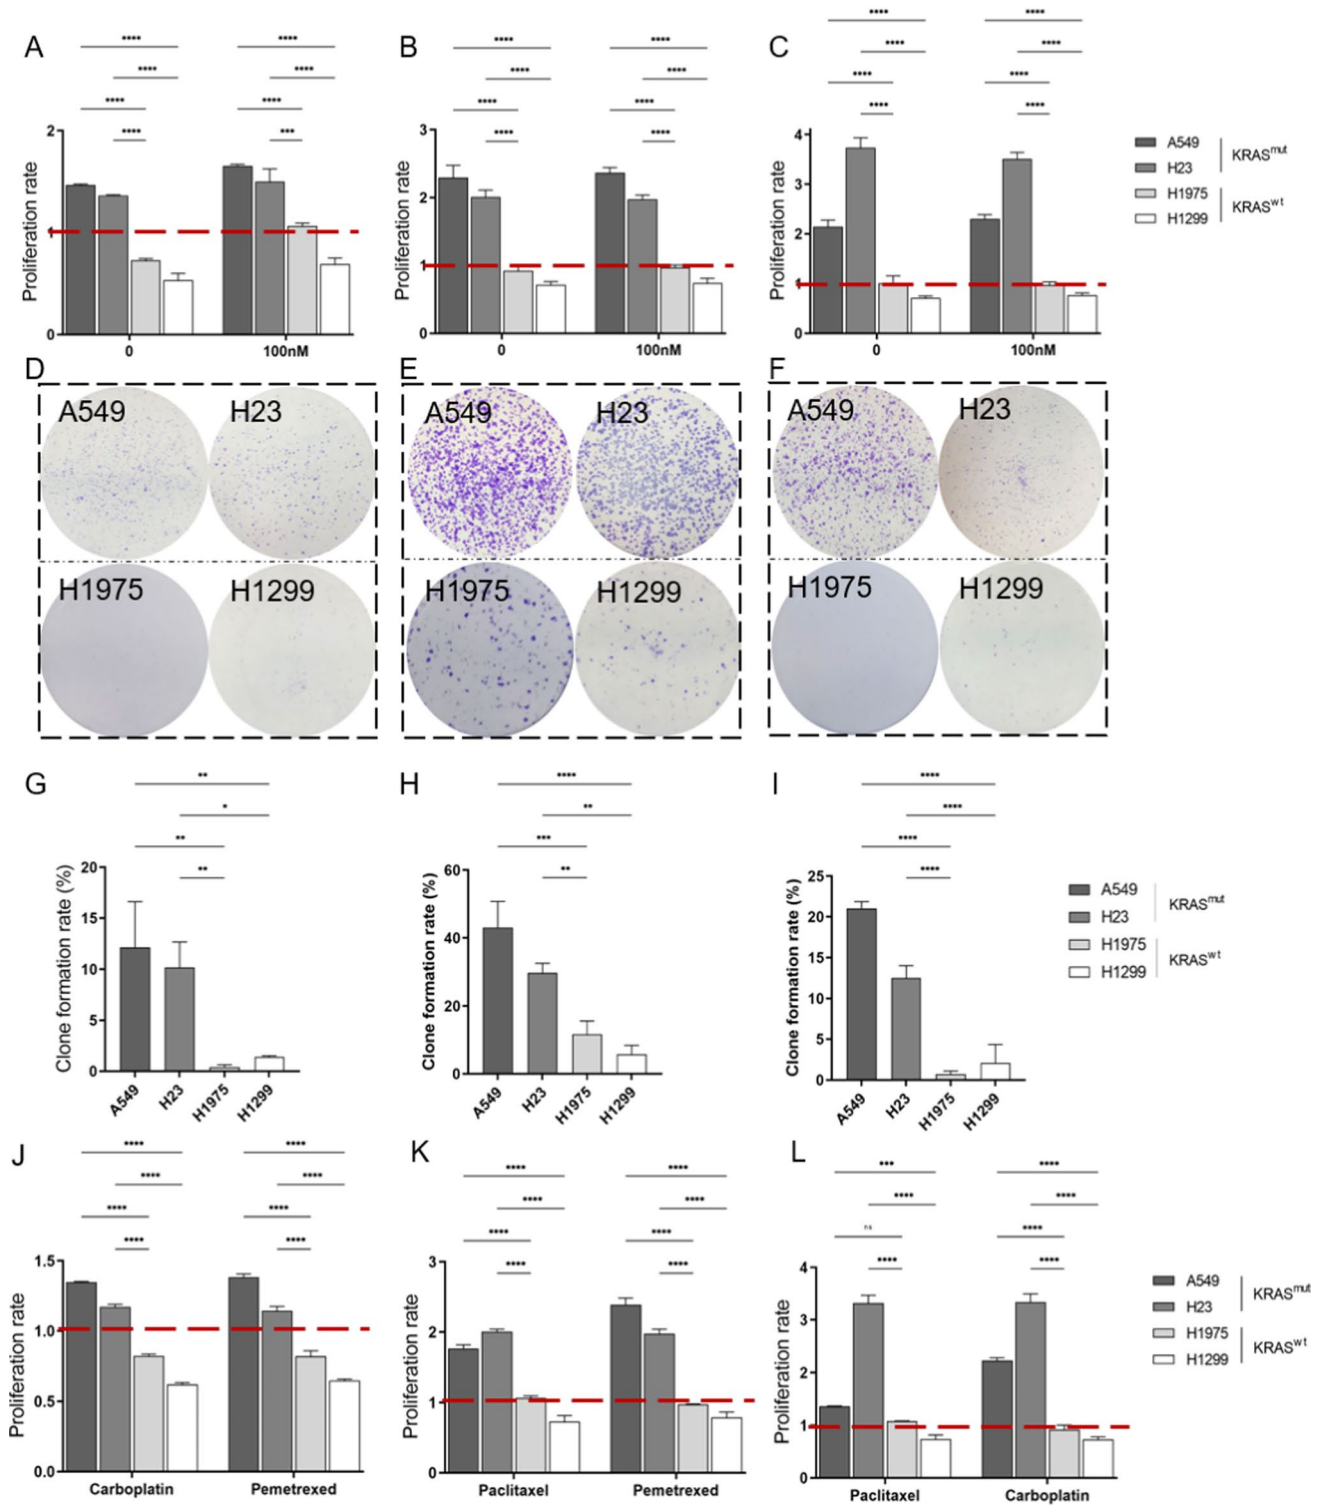 A
****
****
****
****
****
****
****
***
Proliferation rate
2
1
0
0
100nM
B
****
****
****
****
****
****
****
****
Proliferation rate
3
2
1
0
0
100nM
C
****
****
****
****
****
****
****
****
Proliferation rate
4
3
2
1
0
0
100nM
A549
H23
KRASmut
H1975
H1299
KRASwt
D
A549
H23
H1975
H1299
E
A549
H23
H1975
H1299
F
A549
H23
H1975
H1299
G
**
*
**
**
Clone formation rate (%)
20
15
10
5
0
A549
H23
H1975
H1299
H
****
**
***
**
Clone formation rate (%)
60
40
20
0
A549
H23
H1975
H1299
I
****
****
****
****
Clone formation rate (%)
25
20
15
10
5
0
A549
H23
H1975
H1299
A549
H23
KRASmut
H1975
H1299
KRASwt
J
****
****
****
****
****
****
****
****
Proliferation rate
1.5
1.0
0.5
0.0
Carboplatin
Pemetrexed
K
****
****
****
****
****
****
****
****
Proliferation rate
3
2
1
0
Paclitaxel
Pemetrexed
L
***
****
****
****
ns
****
****
****
Proliferation rate
4
3
2
1
0
Paclitaxel
Carboplatin
A549
H23
KRASmut
H1975
H1299
KRASwt